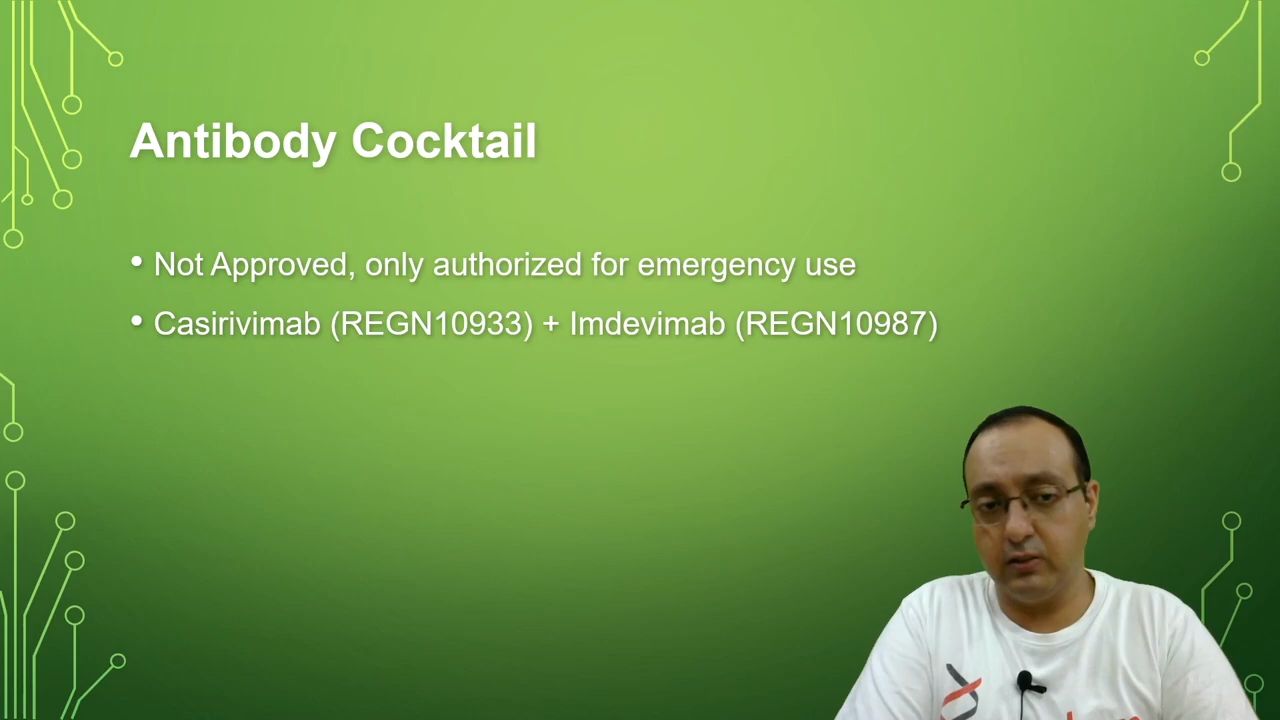 Antibody Cocktail
• Not Approved, only authorized for emergency use
• Casirivimab (REGN10933) + Imdevimab (REGN10987)